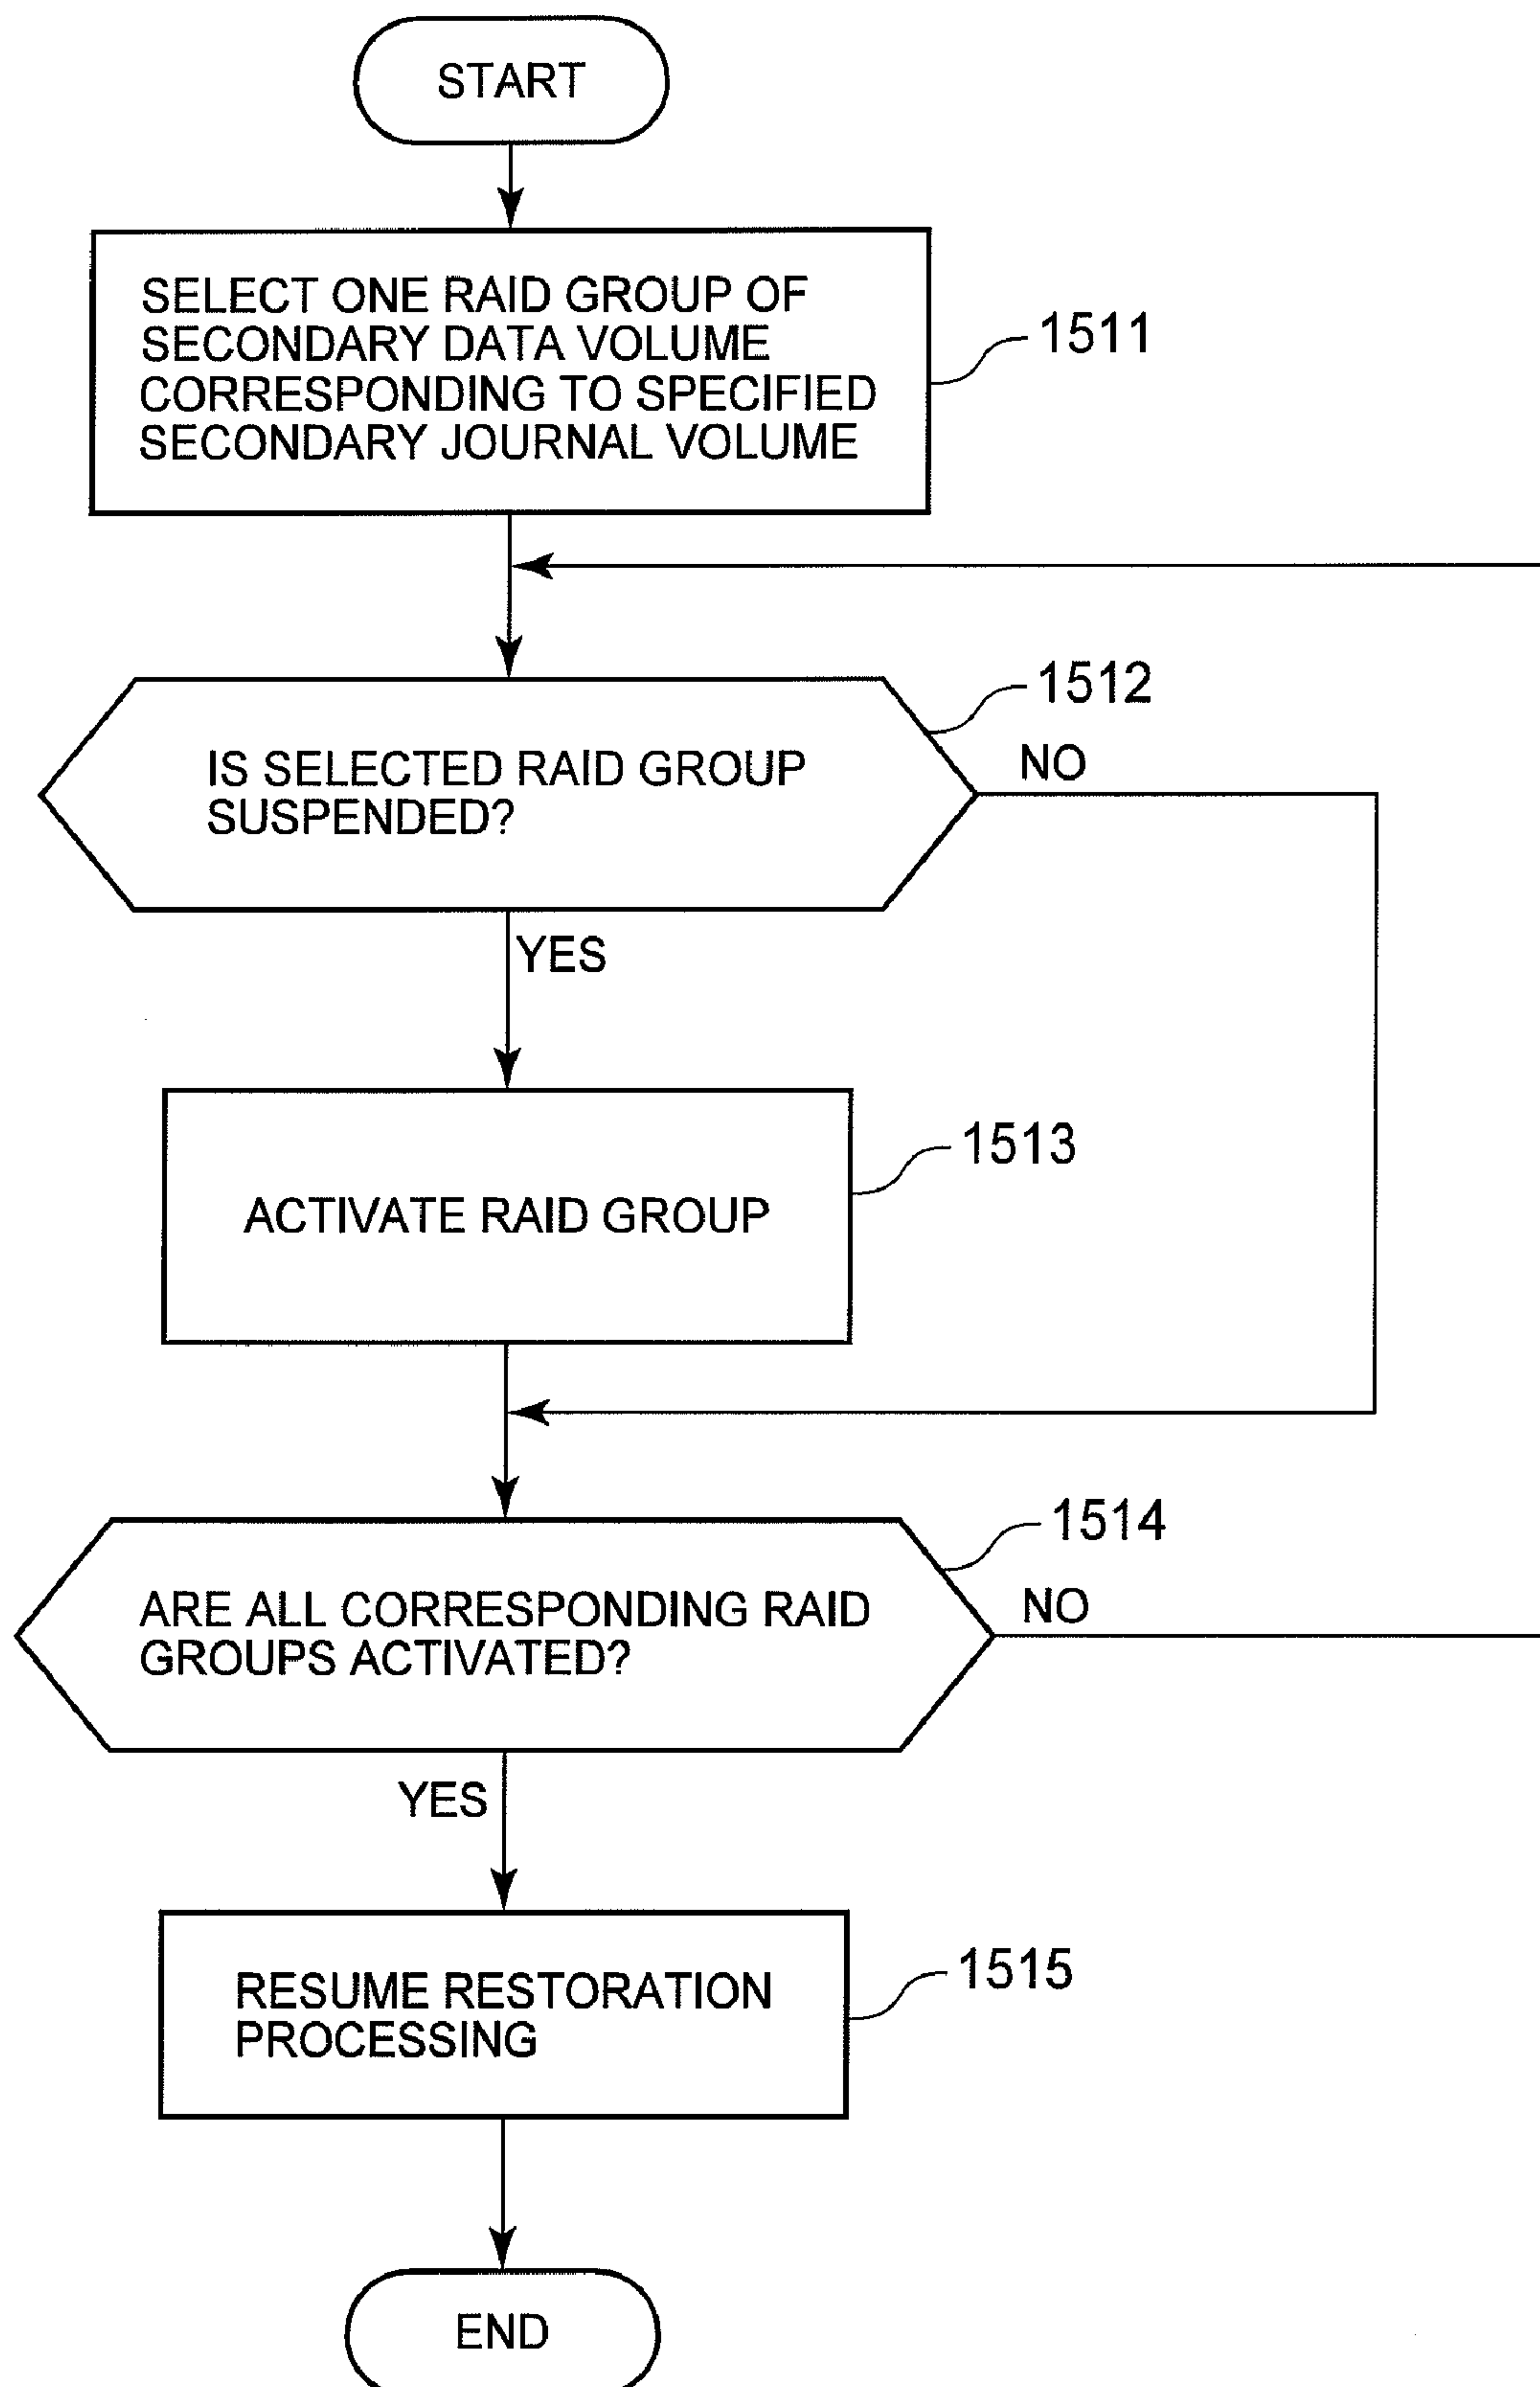 START
SELECT ONE RAID GROUP OF
SECONDARY DATA VOLUME
CORRESPONDING TO SPECIFIED
SECONDARY JOURNAL VOLUME
1511
1512
IS SELECTED RAID GROUP
SUSPENDED?
NO
YES
1513
ACTIVATE RAID GROUP
1514
ARE ALL CORRESPONDING RAID
GROUPS ACTIVATED?
NO
YES
1515
RESUME RESTORATION
PROCESSING
END